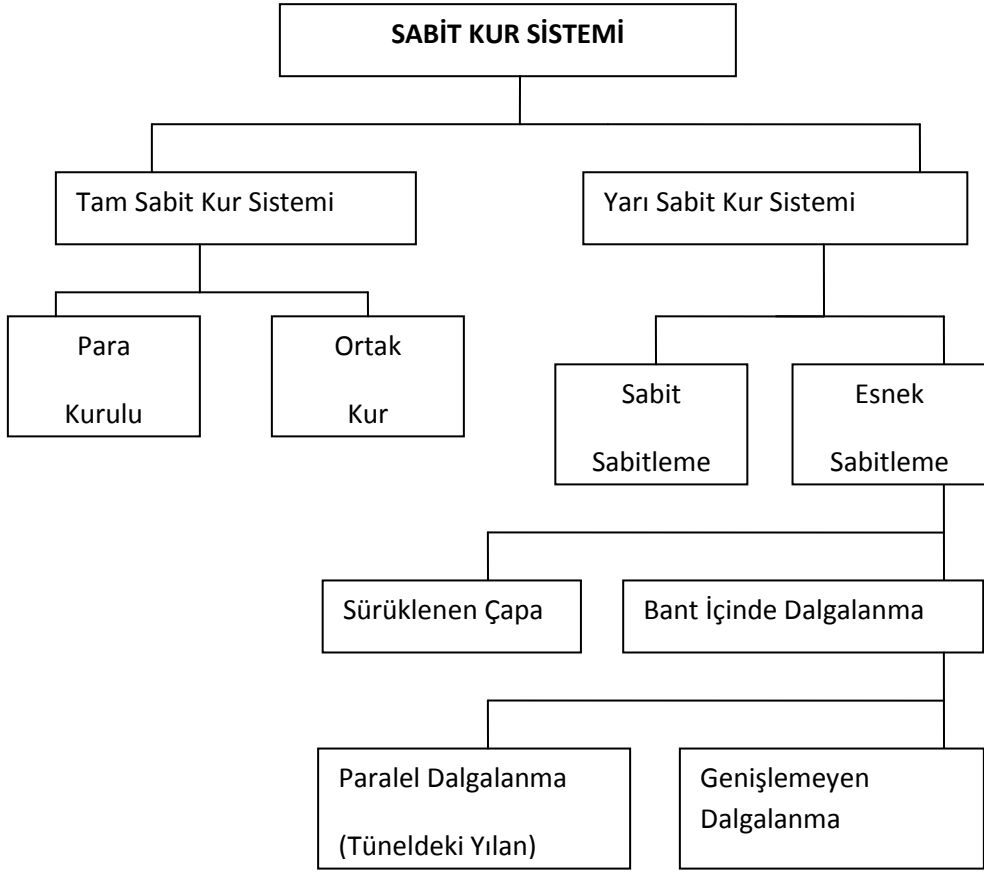 SABİT KUR SİSTEMİ
Tam Sabit Kur Sistemi
Yarı Sabit Kur Sistemi
Para
Kurulu
Ortak
Kur
Sabit
Sabitleme
Esnek
Sabitleme
Sürüklenen Çapa
Bant İçinde Dalgalanma
Paralel Dalgalanma
(Tüneldeki Yılan)
Genişlemeyen
Dalgalanma